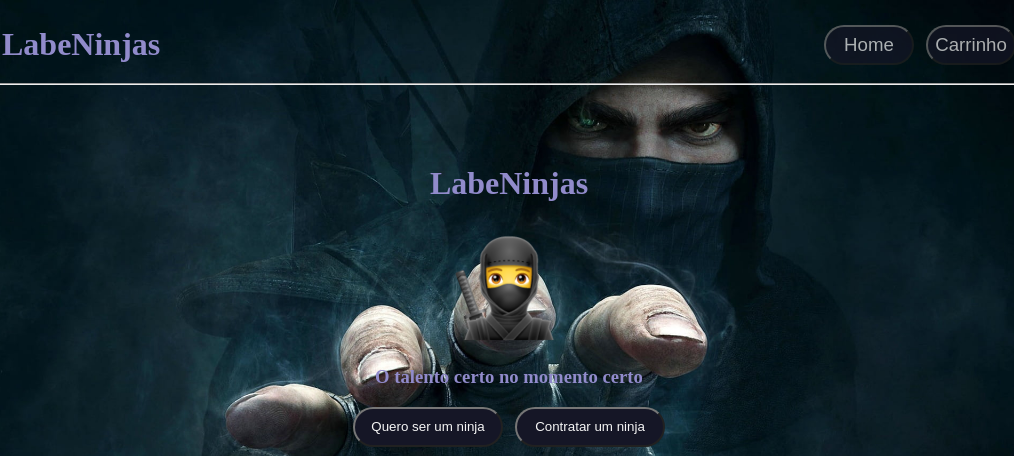 LabeNinjas
Home
Carrinho
LabeNinjas
O talento certo no momento certo
Quero ser um ninja
Contratar um ninja